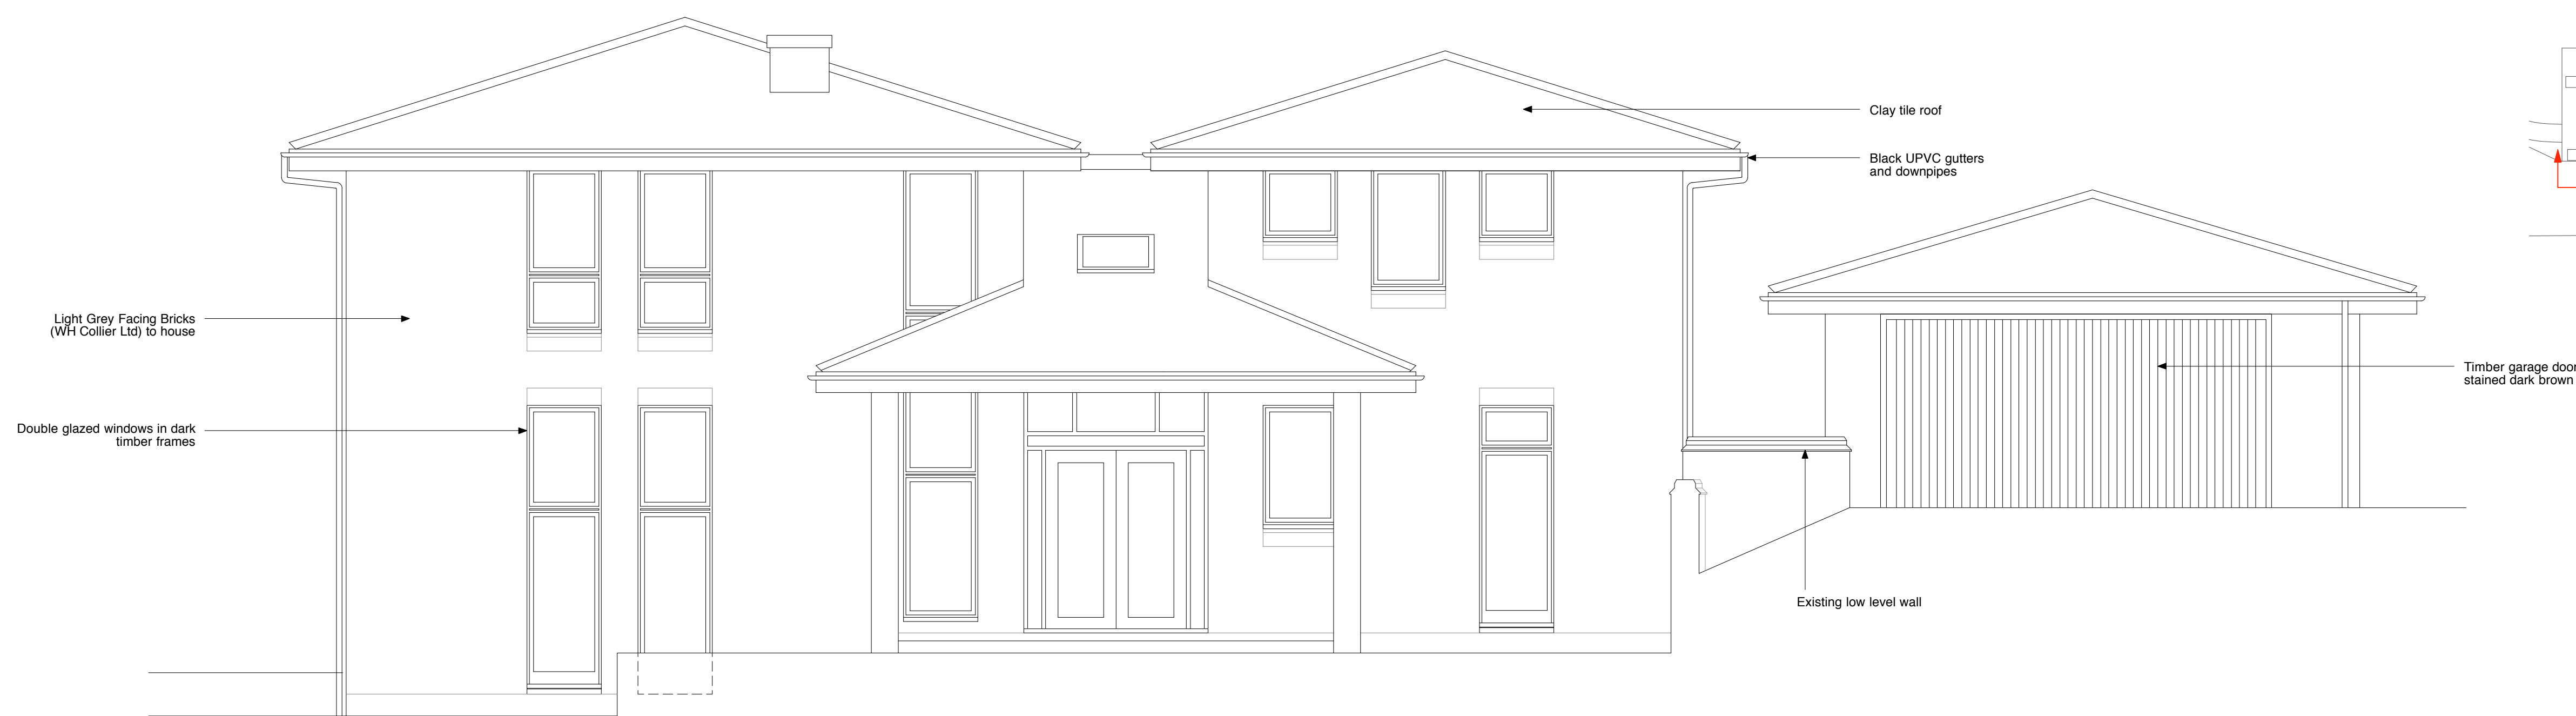 Clay tile roof
Black UPVC gutters
and downpipes
Light Grey Facing Bricks
(WH Collier Ltd) to house
Timber garage door
stained dark brown
Double glazed windows in dark
timber frames
Existing low level wall